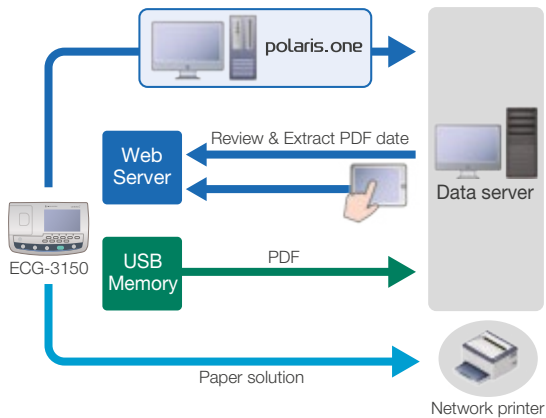 polaris.one
Review & Extract PDF date
Web
Server
Data server
ECG-3150
USB
Memory
PDF
Paper solution
Network printer